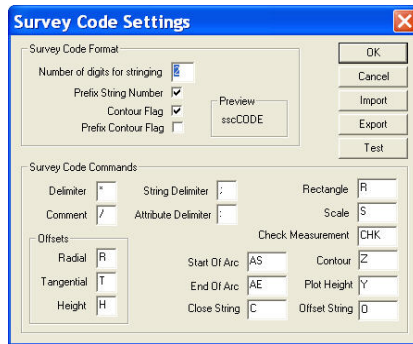 Survey Code Settings
Survey Code Format
OK
Number of digits for stringing 2
Cancel
Prefix String Number
Preview
Import
Contour Flag
sscCODE
Prefix Contour Flag
Export
Test
Survey Code Commands
Delimiter * String Delimiter ; Rectangle R
Comment / Attribute Delimiter : Scale S
Offsets
Check Measurement CHK
Radial R Start Of Arc AS Contour Z
Tangential T End Of Arc AE Plot Height Y
Height H Close String C Offset String O